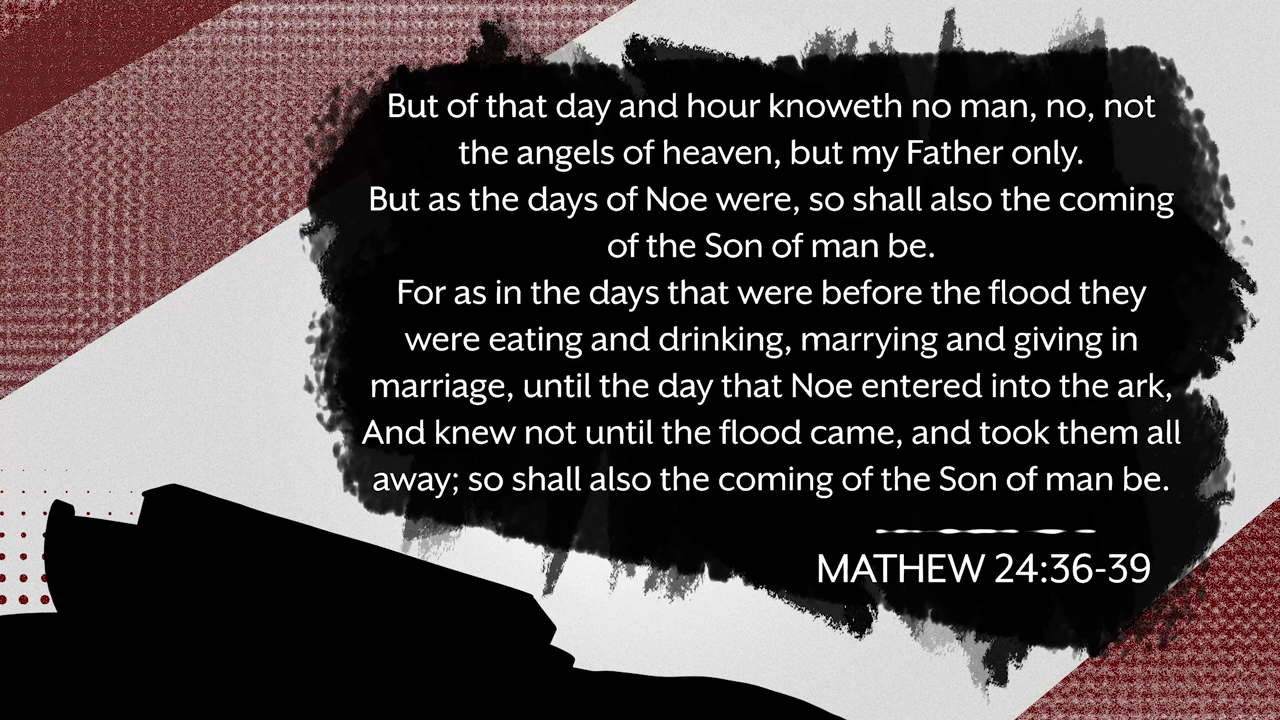 But of that day and hour knoweth no man, no, not
the angels of heaven, but my Father only.
But as the days of Noe were, so shall also the coming
of the Son of man be.
For as in the days that were before the flood they
were eating and drinking, marrying and giving in
marriage, until the day that Noe entered into the ark,
And knew not until the flood came, and took them all
away; so shall also the coming of the Son of man be.
MATHEW 24:36-39